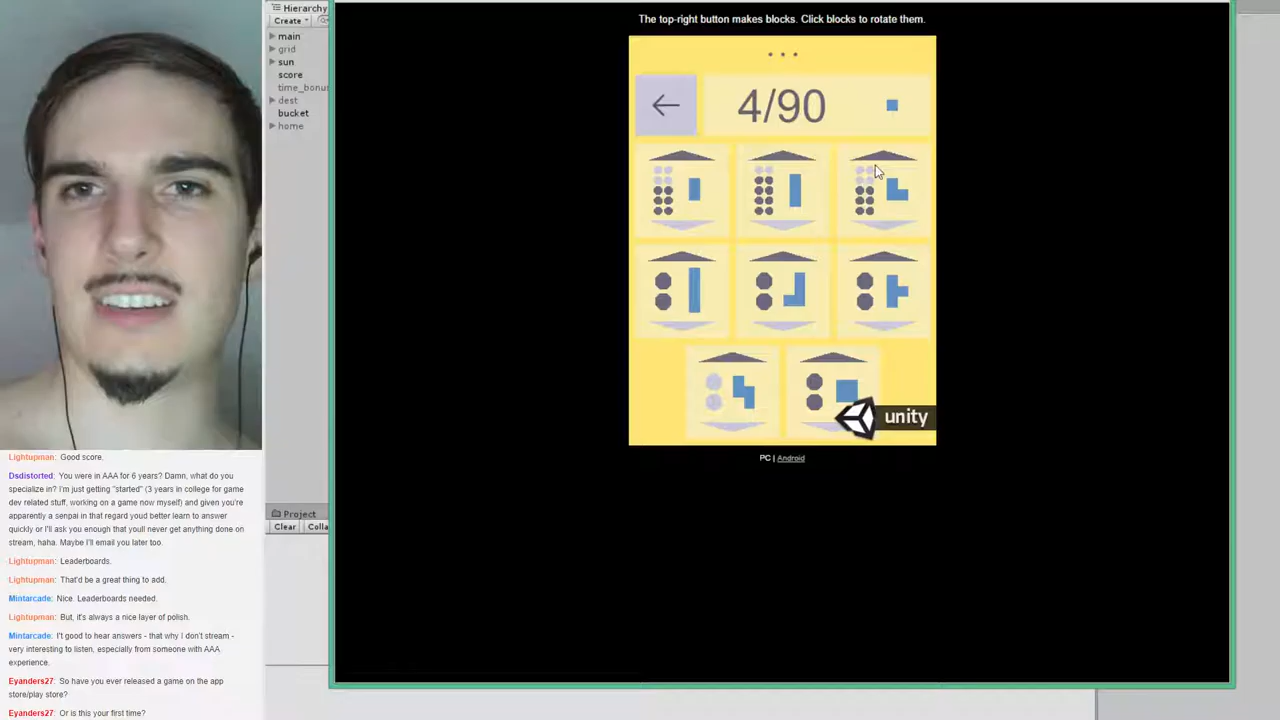 Hierarchy
Create
main
grid
sun
score
time_bonus
dest
bucket
home
The top-right button makes blocks. Click blocks to rotate them.
4/90
unity
PC | Android
Project
Clear
Colla
Lightupman: Good score.
Dsdistorted: You were in AAA for 6 years? Damn, what do you
specialize in? I'm just getting "started" (3 years in college for game
dev related stuff, working on a game now myself) and given you're
apparently a senpai in that regard youd better learn to answer
quickly or I'll ask you enough that youll never get anything done on
stream, haha. Maybe I'll email you later too.
Lightupman: Leaderboards.
Lightupman: That'd be a great thing to add.
Mintarcade: Nice. Leaderboards needed.
Lightupman: But, it's always a nice layer of polish.
Mintarcade: I't good to hear answers - that why I don't stream -
very interesting to listen, especially from someone with AAA
experience.
Eyanders27: So have you ever released a game on the app
store/play store?
Eyanders27: Or is this your first time?